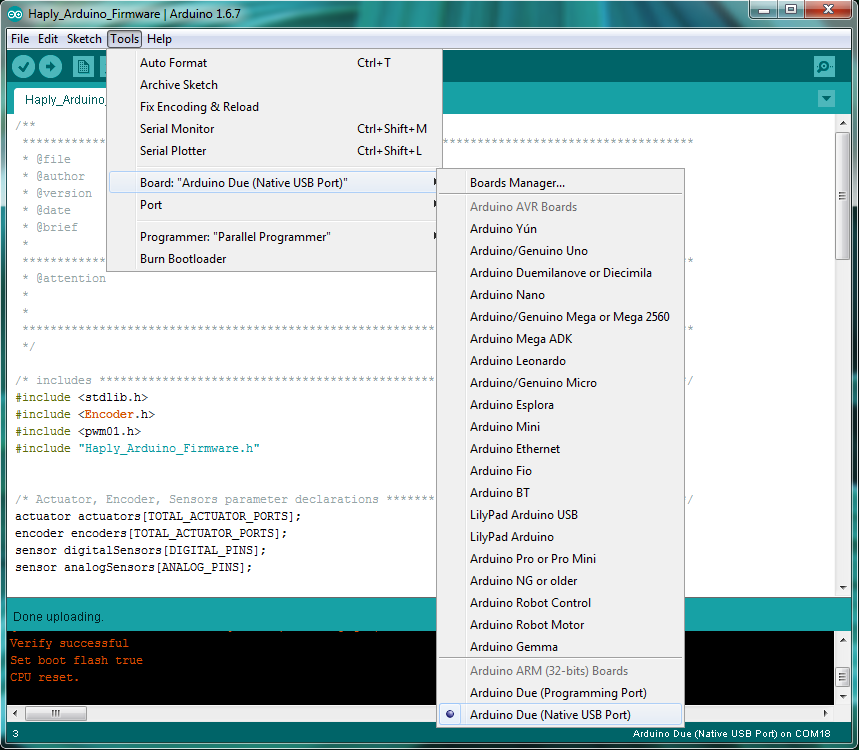 Haply_Arduino_Firmware | Arduino 1.6.7
File Edit Sketch Tools Help
Auto Format Ctrl+T
Archive Sketch
Fix Encoding & Reload
Serial Monitor Ctrl+Shift+M
Serial Plotter Ctrl+Shift+L
Board: "Arduino Due (Native USB Port)"
Port
Programmer: "Parallel Programmer"
Burn Bootloader
Boards Manager...
Arduino AVR Boards
Arduino Yún
Arduino/Genuino Uno
Arduino Duemilanove or Diecimila
Arduino Nano
Arduino/Genuino Mega or Mega 2560
Arduino Mega ADK
Arduino Leonardo
Arduino/Genuino Micro
Arduino Esplora
Arduino Mini
Arduino Ethernet
Arduino Fio
Arduino BT
LilyPad Arduino USB
LilyPad Arduino
Arduino Pro or Pro Mini
Arduino NG or older
Arduino Robot Control
Arduino Robot Motor
Arduino Gemma
Arduino ARM (32-bits) Boards
Arduino Due (Programming Port)
Arduino Due (Native USB Port)
Haply_Arduino_
/**
* @file
* @author
* @version
* @date
* @brief
*
* @attention
*
*
*/
/* includes ************************************************ */
#include <stdlib.h>
#include <Encoder.h>
#include <pwm01.h>
#include "Haply_Arduino_Firmware.h"
/* Actuator, Encoder, Sensors parameter declarations ******* */
actuator actuators[TOTAL_ACTUATOR_PORTS];
encoder encoders[TOTAL_ACTUATOR_PORTS];
sensor digitalSensors[DIGITAL_PINS];
sensor analogSensors[ANALOG_PINS];
Done uploading.
Verify successful
Set boot flash true
CPU reset.
3 Arduino Due (Native USB Port) on COM18